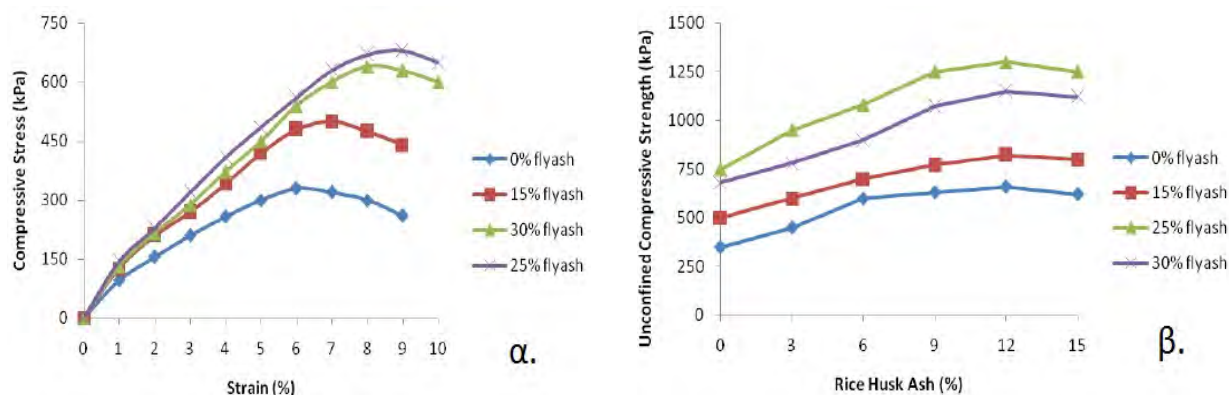 750
600
450
300
150
0
Compressive Stress (kPa)
0 1 2 3 4 5 6 7 8 9 10
Strain (%)
0% flyash
15% flyash
30% flyash
25% flyash
α.
1500
1250
1000
750
500
250
0
Unconfined Compressive Strength (kPa)
0 3 6 9 12 15
Rice Husk Ash (%)
0% flyash
15% flyash
25% flyash
30% flyash
β.